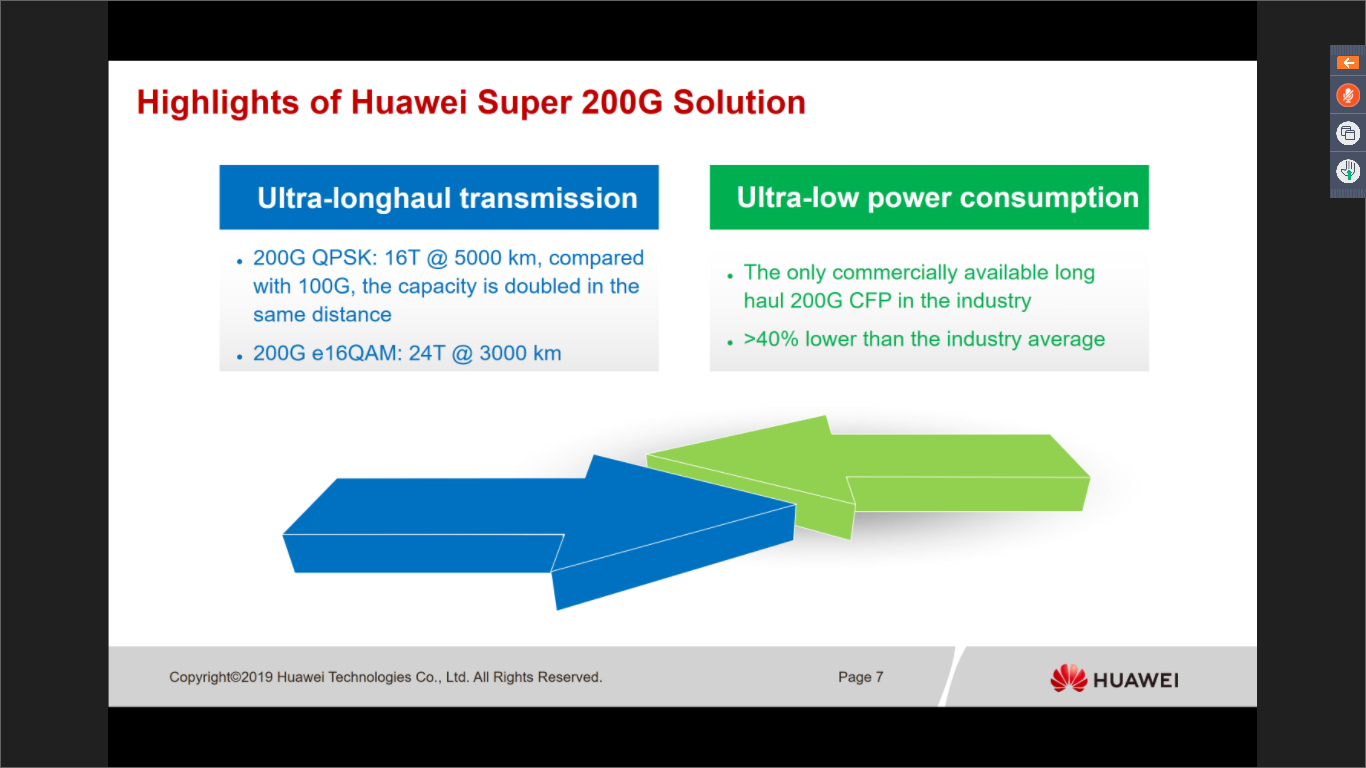 Highlights of Huawei Super 200G Solution
Ultra-longhaul transmission
• 200G QPSK: 16T @ 5000 km, compared
with 100G, the capacity is doubled in the
same distance
• 200G e16QAM: 24T @ 3000 km
Ultra-low power consumption
• The only commercially available long
haul 200G CFP in the industry
• >40% lower than the industry average
Copyright©2019 Huawei Technologies Co., Ltd. All Rights Reserved.
Page 7
HUAWEI